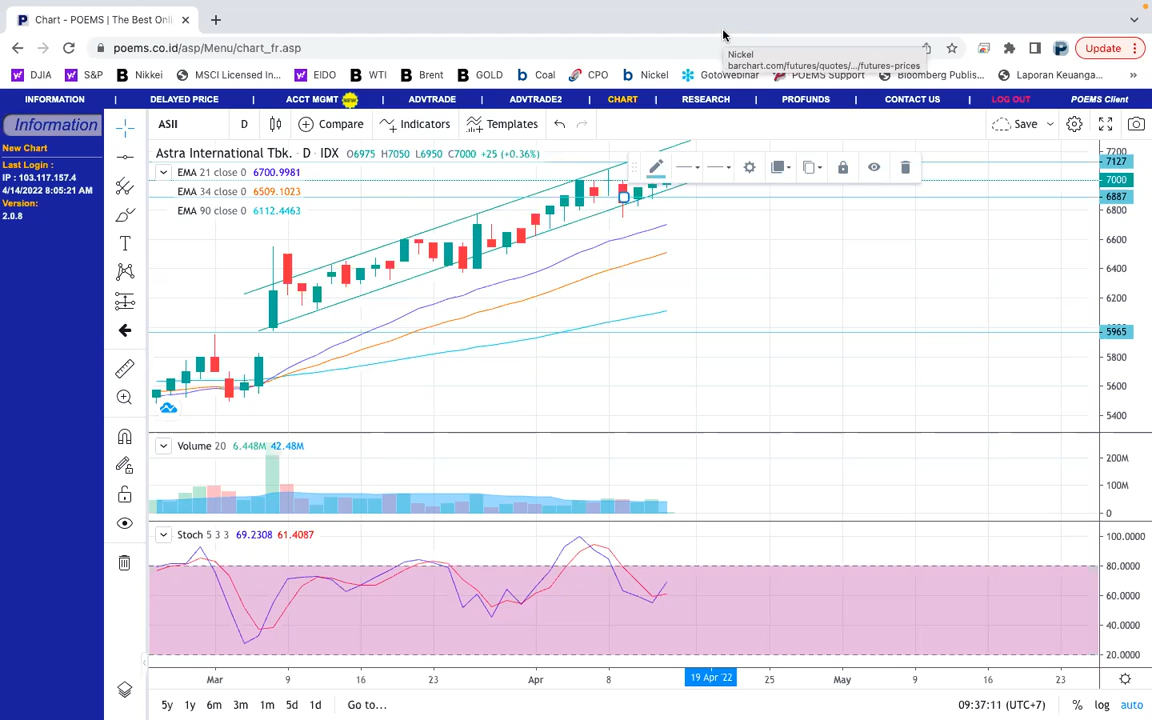 Chart - POEMS | The Best Onli
poems.co.id/asp/Menu/chart_fr.asp
Update
Nickel
barchart.com/futures/quotes/.../futures-prices
DJIA
S&P
Nikkei
MSCI Licensed In...
EIDO
WTI
Brent
GOLD
Coal
CPO
Nickel
GotoWebinar
POEMS Support
Bloomberg Publis...
Laporan Keuanga...
»
INFORMATION | DELAYED PRICE | ACCT MGMT NEW | ADVTRADE | ADVTRADE2 | CHART | RESEARCH | PROFUNDS | CONTACT US | LOG OUT POEMS Client
Information
New Chart
Last Login :
IP : 103.117.157.4
4/14/2022 8:05:21 AM
Version:
2.0.8
ASII
D
Compare
Indicators
Templates
Save
Astra International Tbk. · D · IDX O6975 H7050 L6950 C7000 +25 (+0.36%)
EMA 21 close 0 6700.9981
EMA 34 close 0 6509.1023
EMA 90 close 0 6112.4463
7200
7127
7000
6887
6800
6600
6400
6200
5965
5800
5600
5400
Volume 20 6.448M 42.48M
200M
100M
0
Stoch 5 3 3 69.2308 61.4087
100.0000
80.0000
60.0000
40.0000
20.0000
Mar 9 16 23 Apr 8 19 Apr '22 25 May 9 16 23
5y 1y 6m 3m 1m 5d 1d Go to...
09:37:11 (UTC+7) % log auto